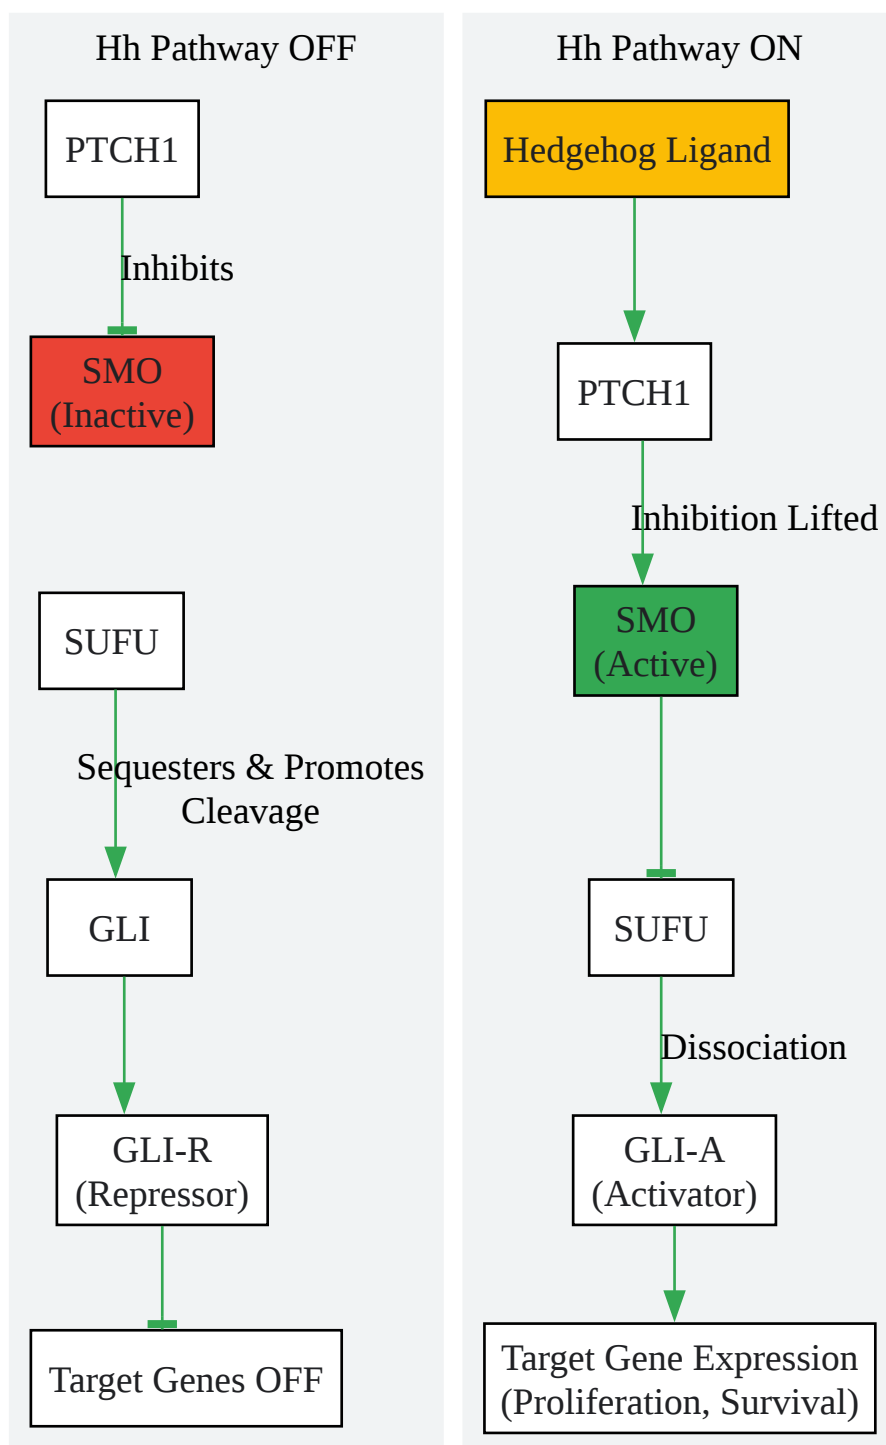 Hh Pathway OFF
PTCH1
Inhibits
SMO
(Inactive)
SUFU
Sequesters & Promotes
Cleavage
GLI
GLI-R
(Repressor)
Target Genes OFF
Hh Pathway ON
Hedgehog Ligand
PTCH1
Inhibition Lifted
SMO
(Active)
SUFU
Dissociation
GLI-A
(Activator)
Target Gene Expression
(Proliferation, Survival)